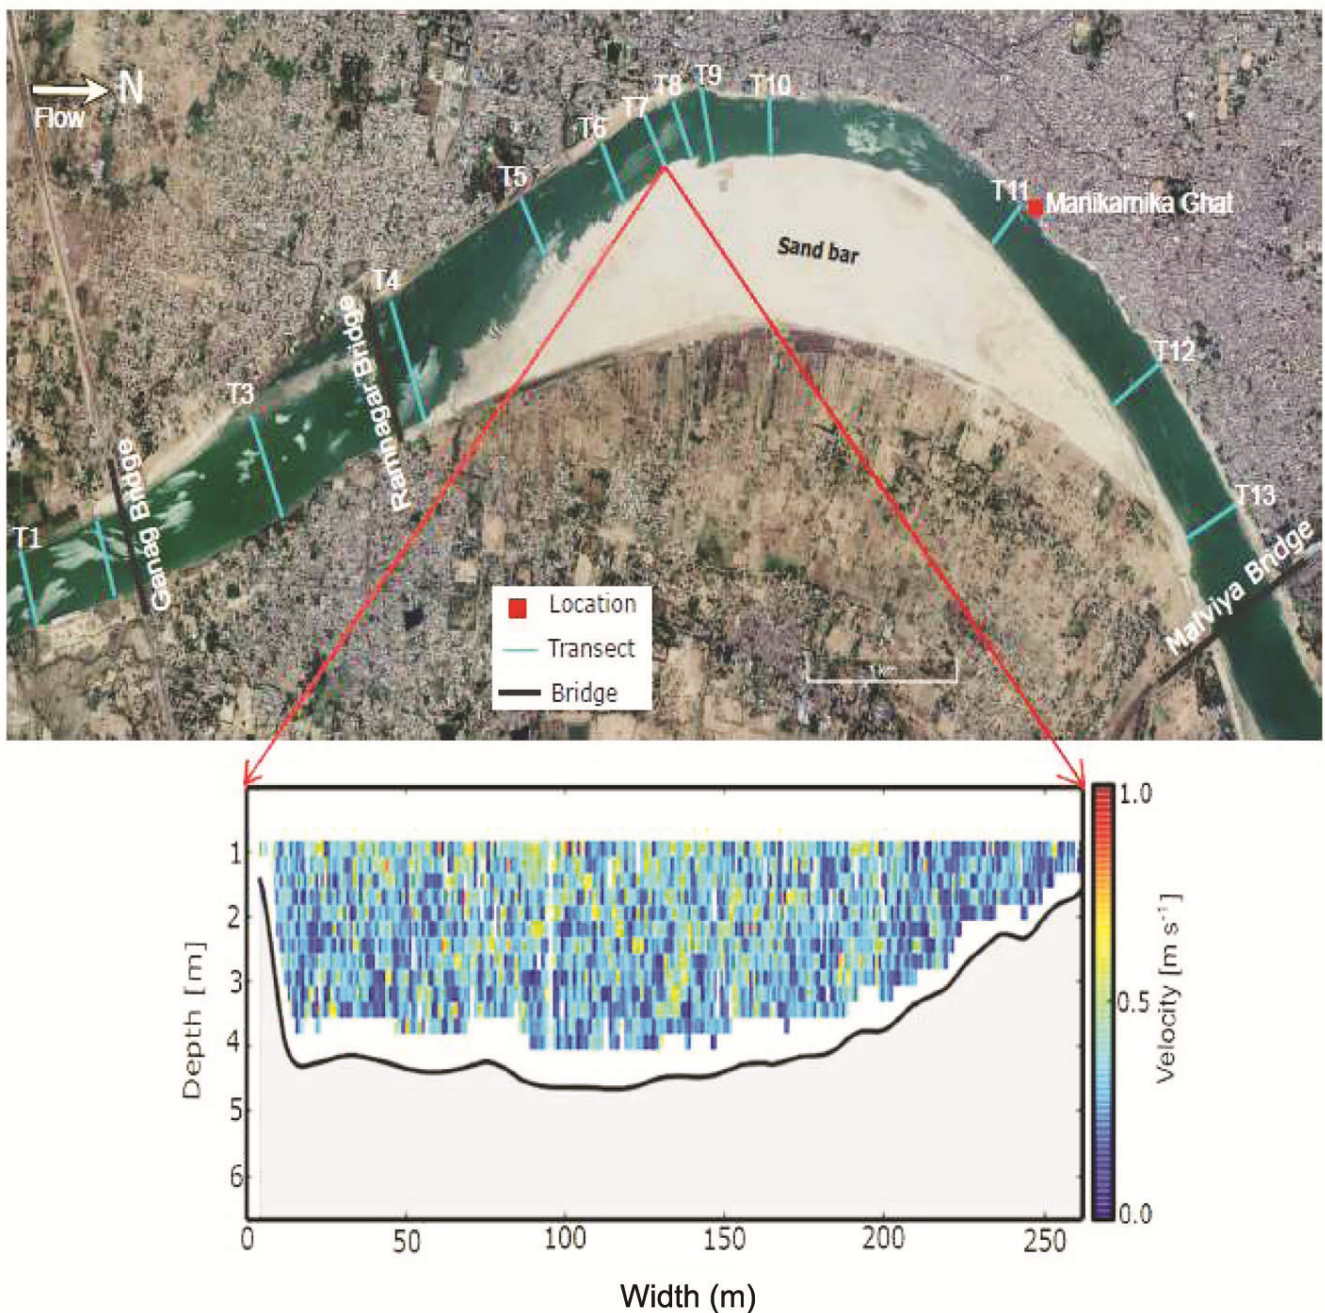 N
Flow
T1
T3
T4
T5
T6
T7
T8
T9
T10
T11
Manikarnika Ghat
T12
T13
Sand bar
Genag Bridge
Ramnagar Bridge
Malviya Bridge
Location
Transect
Bridge
1 km
1
2
3
4
5
6
Depth [m]
0
50
100
150
200
250
Width (m)
1.0
0.5
0.0
Velocity [m s⁻¹]